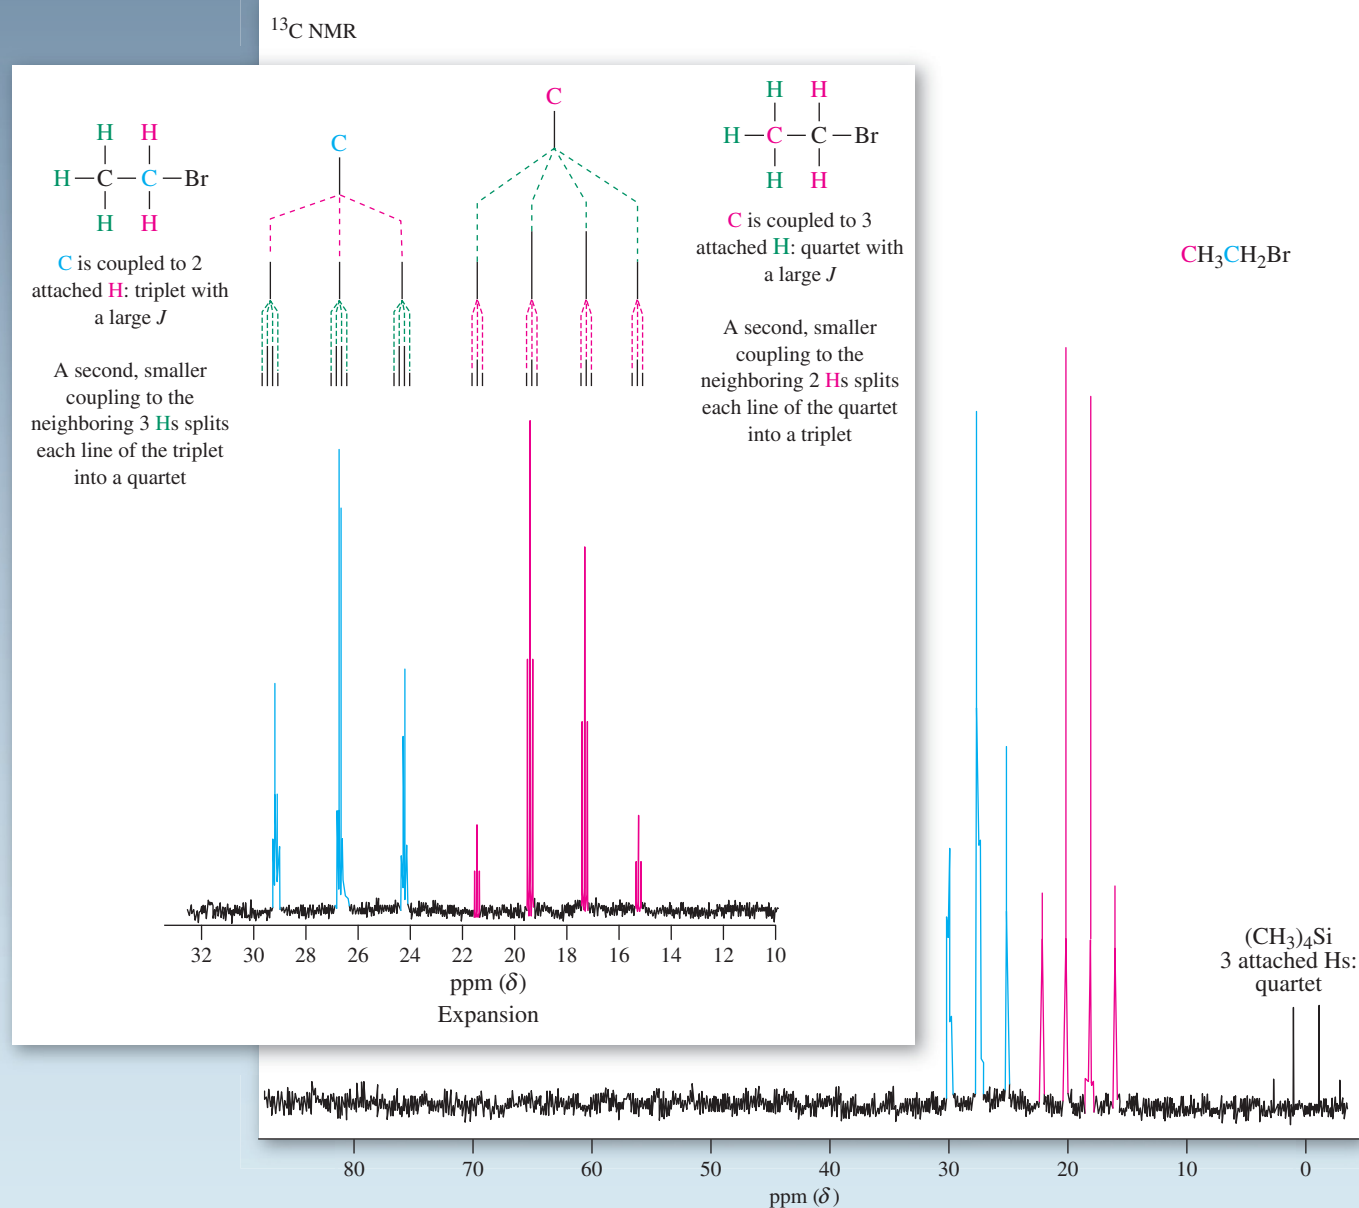 ¹³C NMR
H H
H—C—C—Br
H H
C is coupled to 2
attached H: triplet with
a large J
A second, smaller
coupling to the
neighboring 3 Hs splits
each line of the triplet
into a quartet
C
C
H H
H—C—C—Br
H H
C is coupled to 3
attached H: quartet with
a large J
A second, smaller
coupling to the
neighboring 2 Hs splits
each line of the quartet
into a triplet
32 30 28 26 24 22 20 18 16 14 12 10
ppm (δ)
Expansion
CH₃CH₂Br
(CH₃)₄Si
3 attached Hs:
quartet
80 70 60 50 40 30 20 10 0
ppm (δ)